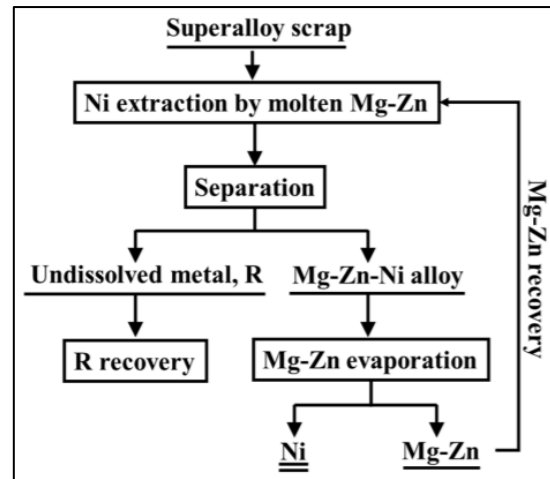 Superalloy scrap
Ni extraction by molten Mg-Zn
Separation
Undissolved metal, R
Mg-Zn-Ni alloy
R recovery
Mg-Zn evaporation
Ni
Mg-Zn
Mg-Zn recovery